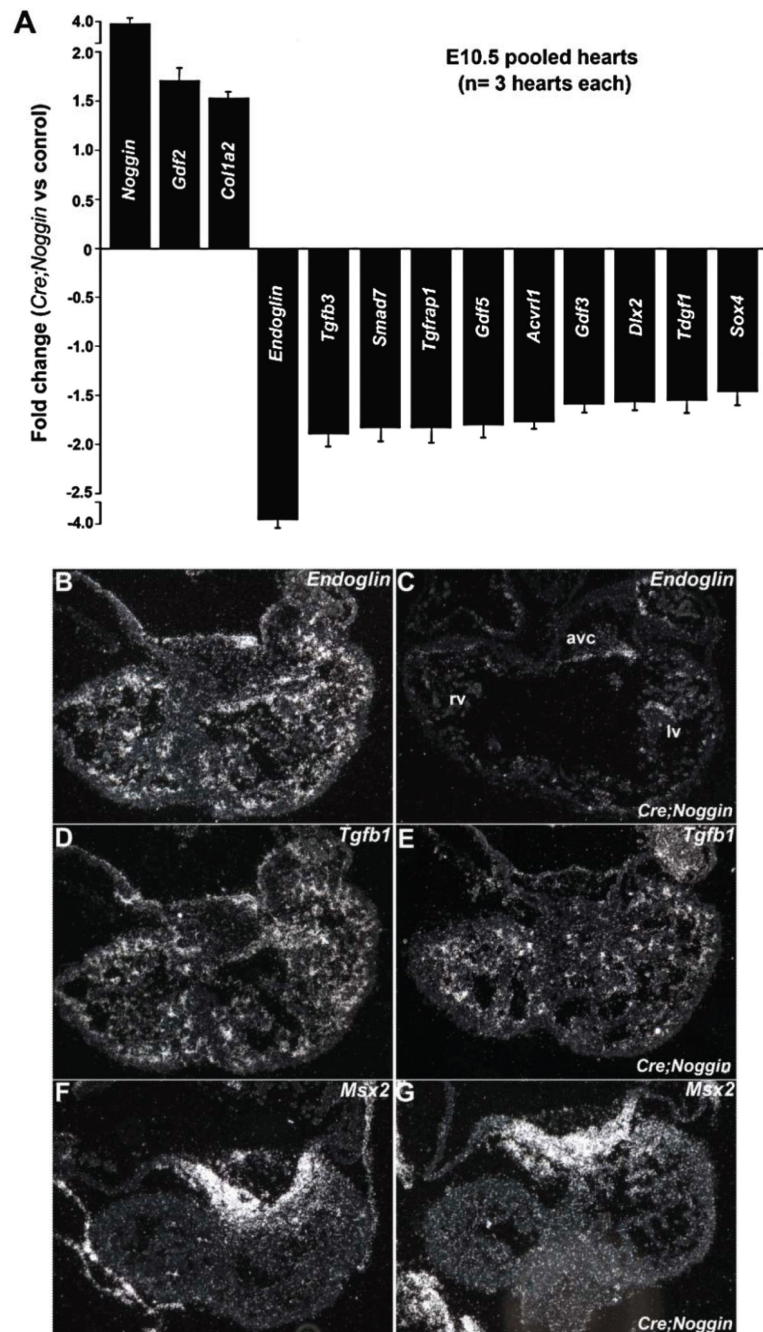 A
E10.5 pooled hearts
(n= 3 hearts each)
Fold change (Cre;Noggin vs conrol)
4.0
2.0
1.5
1.0
0.5
0
-0.5
-1.0
-1.5
-2.0
-2.5
-4.0
Noggin
Gdf2
Col1a2
Endoglin
Tgfb3
Smad7
Tgfrap1
Gdf5
Acvrl1
Gdf3
Dlx2
Tdgf1
Sox4
B Endoglin
C Endoglin
avc
rv
lv
Cre;Noggin
D Tgfb1
E Tgfb1
Cre;Noggin
F Msx2
G Msx2
Cre;Noggin